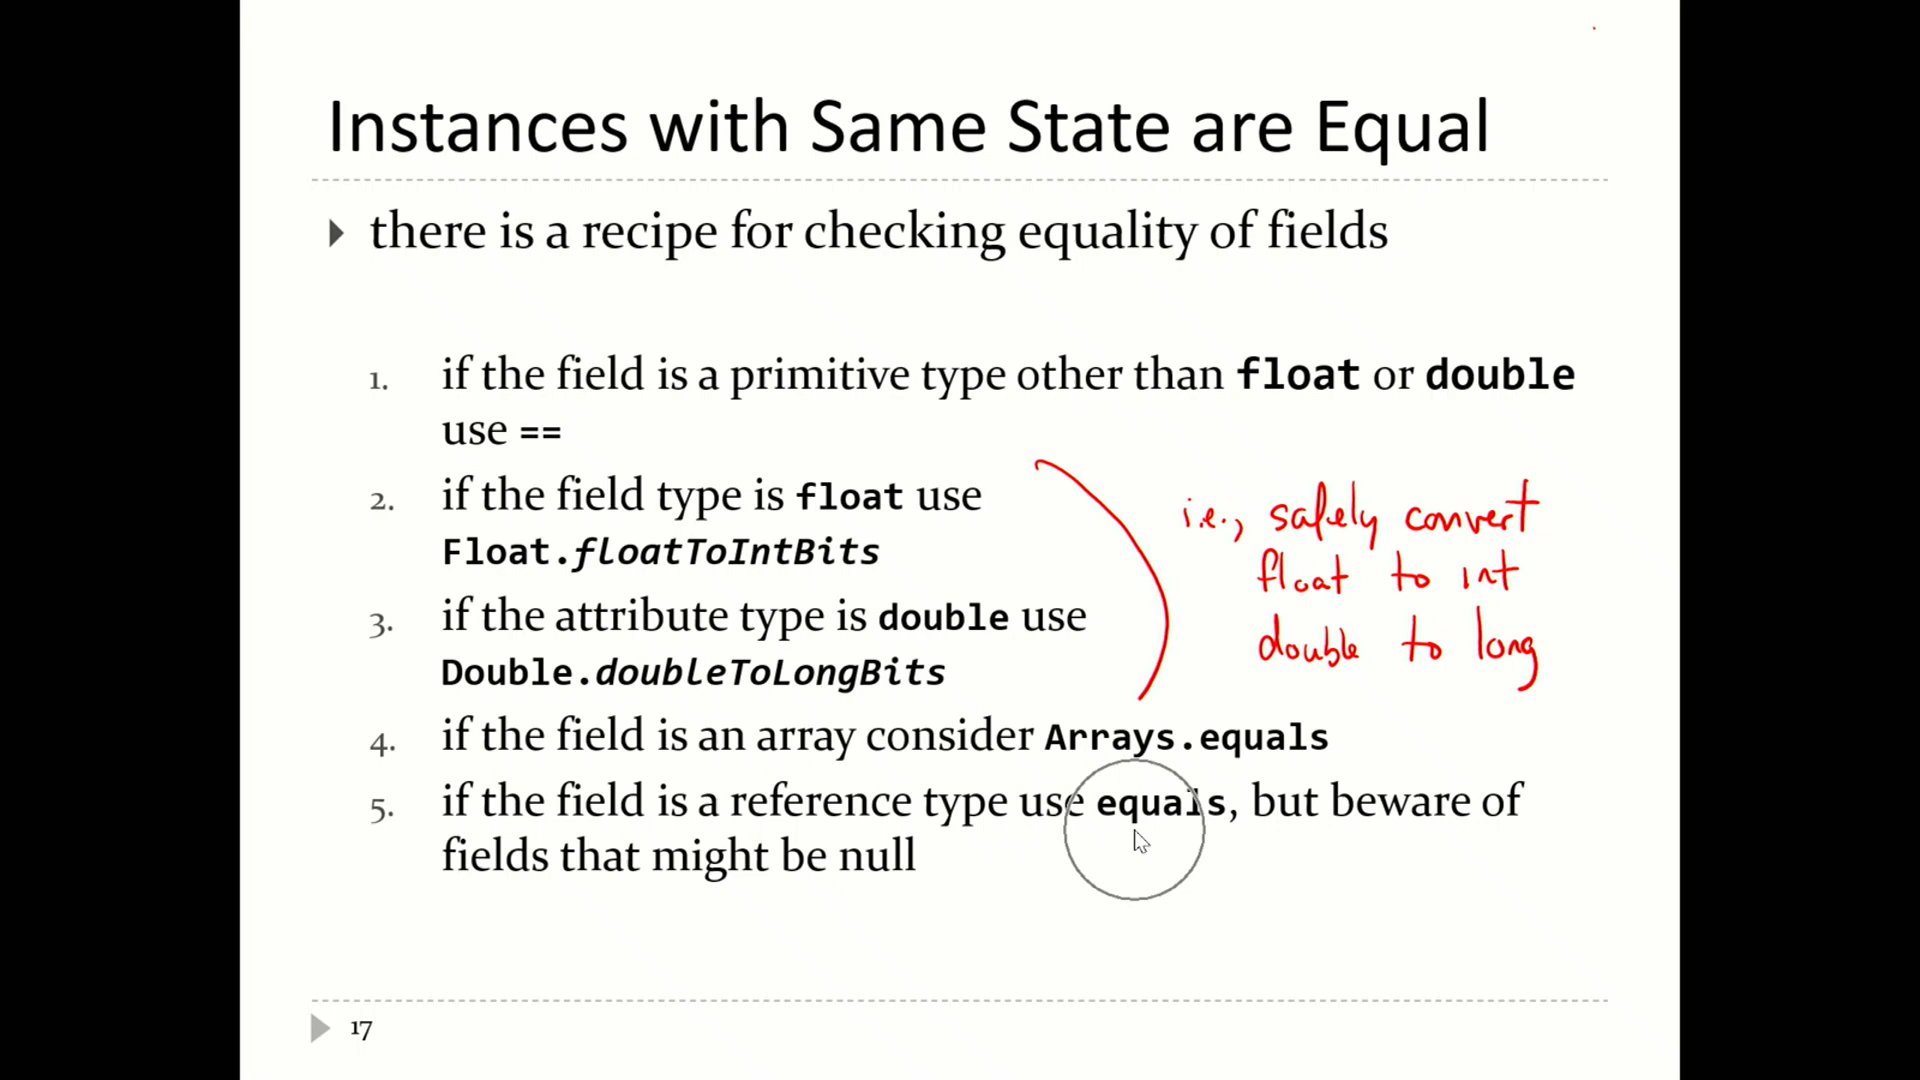 Instances with Same State are Equal
there is a recipe for checking equality of fields
1. if the field is a primitive type other than float or double
use ==
2. if the field type is float use
Float.floatToIntBits
3. if the attribute type is double use
Double.doubleToLongBits
i.e., safely convert
float to int
double to long
4. if the field is an array consider Arrays.equals
5. if the field is a reference type use equals, but beware of
fields that might be null
17